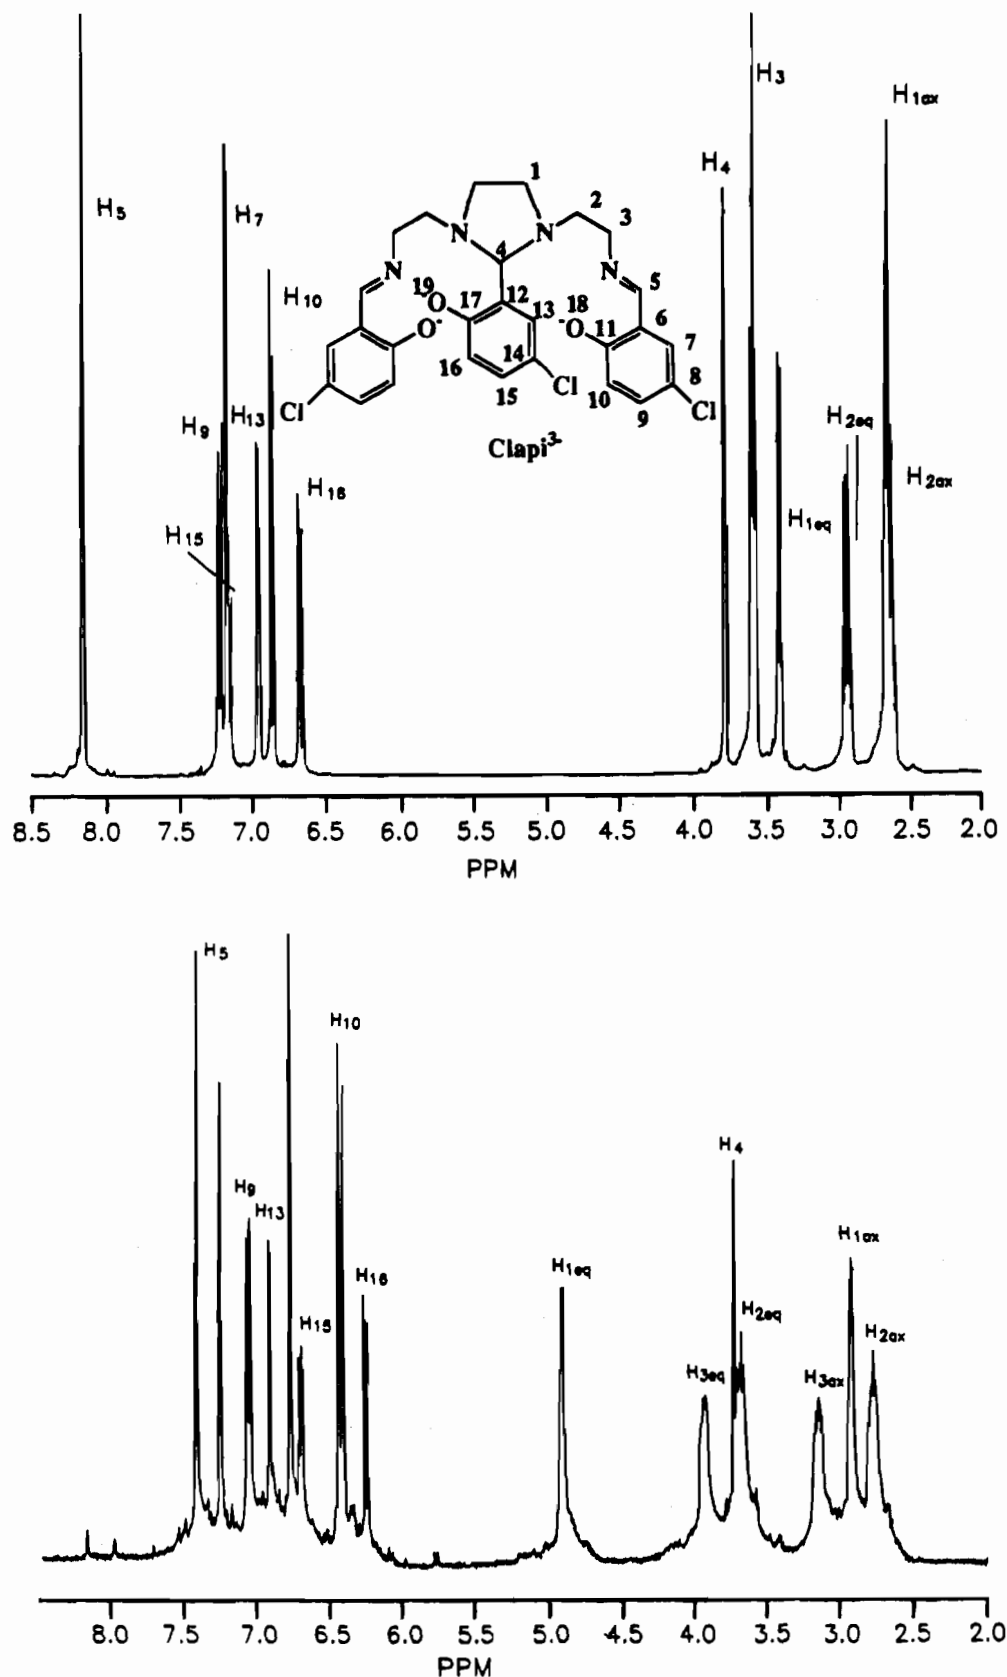 H3
H1ax
H4
H5
H7
1
2
3
N
N
4
N
N
H10
-O
19
17
12
18
-O
5
13
6
O-
11
7
16
14
8
Cl
15
Cl
10
9
Cl
H9
H13
H2eq
Clapi3-
H2ax
H16
H1eq
H15
8.5 8.0 7.5 7.0 6.5 6.0 5.5 5.0 4.5 4.0 3.5 3.0 2.5 2.0
PPM
H5
H10
H4
H9
H13
H1ax
H1eq
H16
H2eq
H15
H2ax
H3eq
H3ax
8.0 7.5 7.0 6.5 6.0 5.5 5.0 4.5 4.0 3.5 3.0 2.5 2.0
PPM